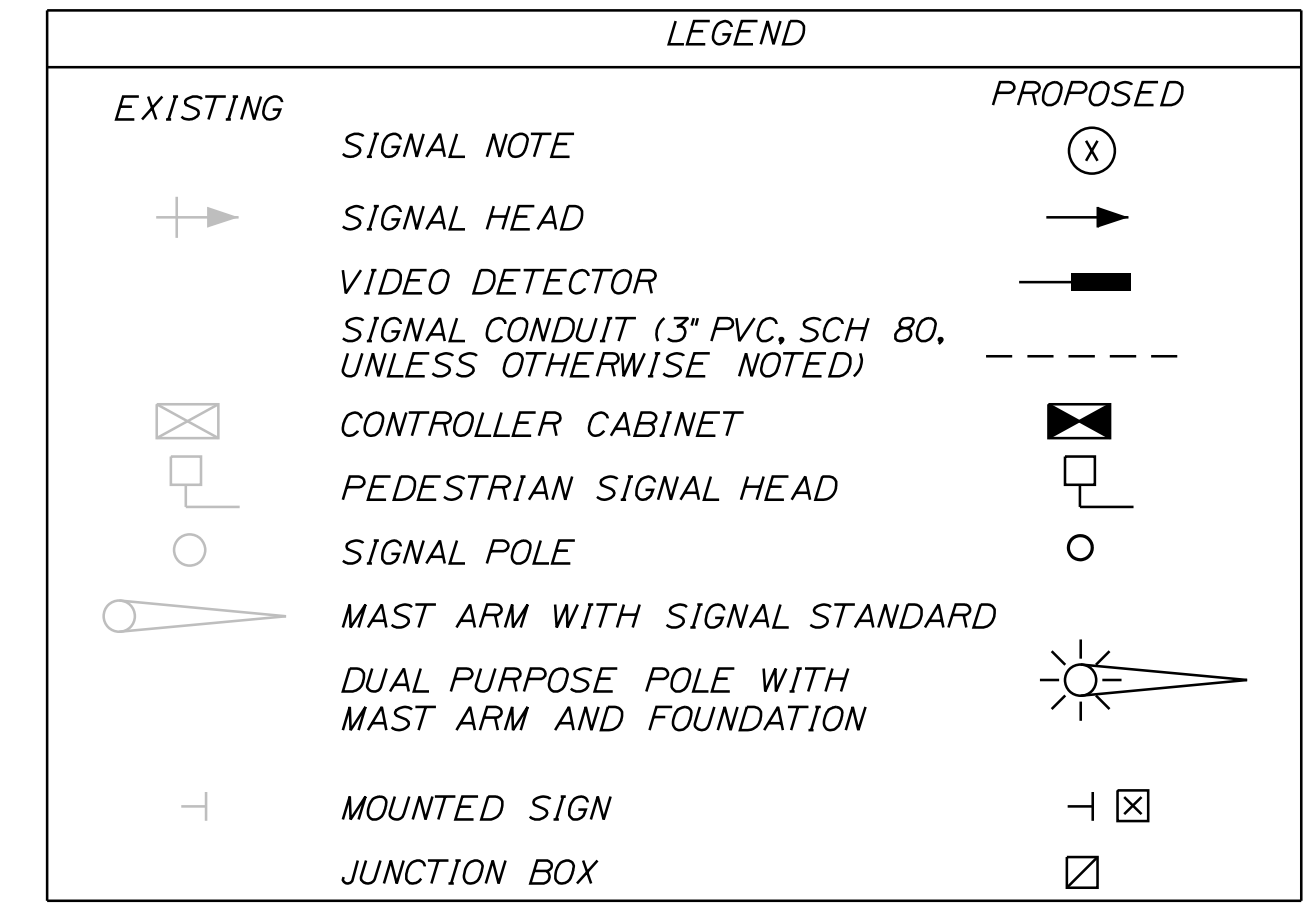 LEGEND
EXISTING
PROPOSED
SIGNAL NOTE
X
SIGNAL HEAD
VIDEO DETECTOR
SIGNAL CONDUIT (3" PVC, SCH 80,
UNLESS OTHERWISE NOTED)
CONTROLLER CABINET
PEDESTRIAN SIGNAL HEAD
SIGNAL POLE
MAST ARM WITH SIGNAL STANDARD
DUAL PURPOSE POLE WITH
MAST ARM AND FOUNDATION
MOUNTED SIGN
X
JUNCTION BOX